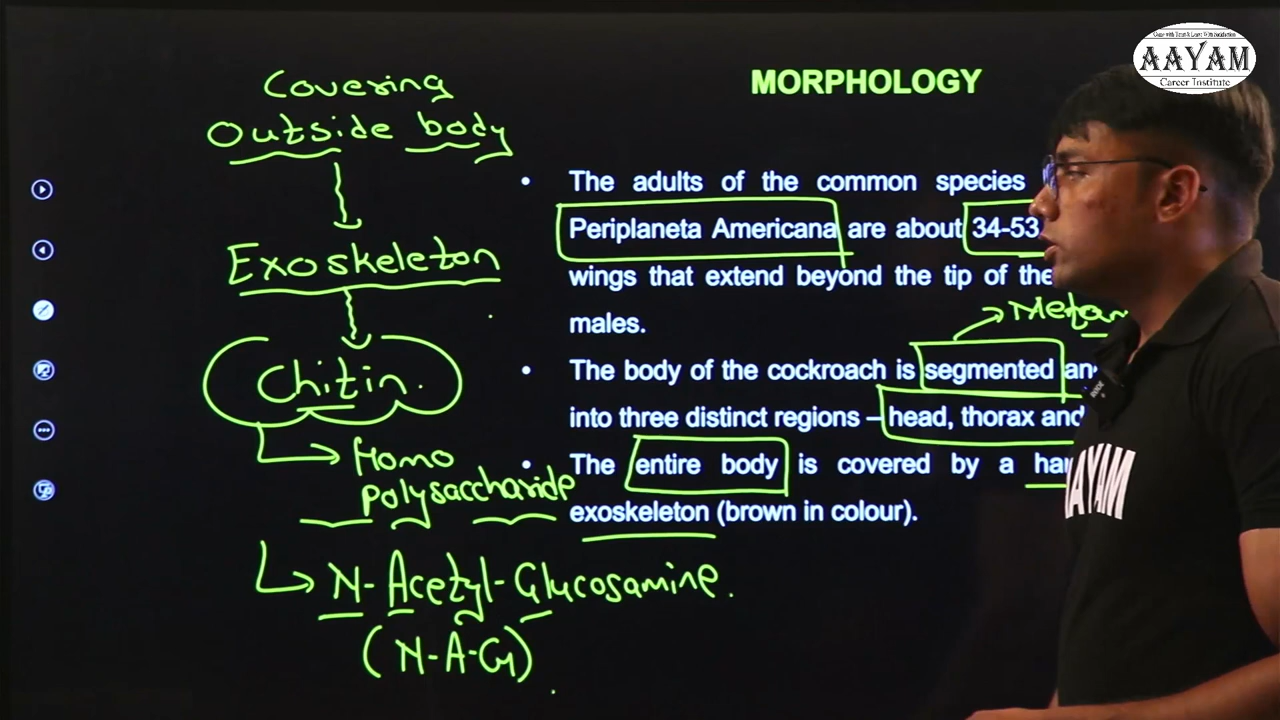 AAYAM
Career Institute
Covering
Outside body
Exoskeleton
Chitin.
Homo
polysaccharide
N-Acetyl-Glucosamine.
(N-A-G)
MORPHOLOGY
• The adults of the common species
Periplaneta Americana are about 34-53
wings that extend beyond the tip of the
males.
• The body of the cockroach is segmented
into three distinct regions – head, thorax and
• The entire body is covered by a
exoskeleton (brown in colour).
AAYAM